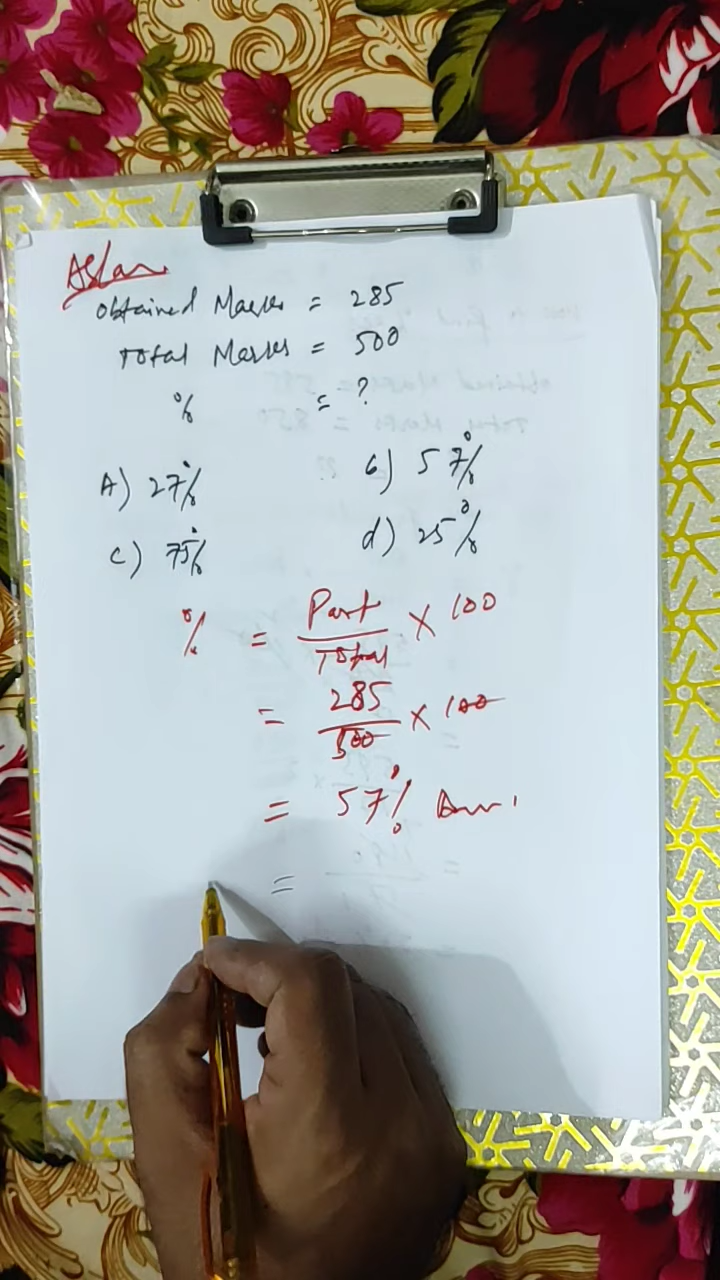 Aslam
Obtained Marks = 285
Total Marks = 500
% = ?
A) 27% b) 57%
c) 75% d) 25%
% = Part/Total × 100
= 285/500 × 100
= 57% Ans.
=